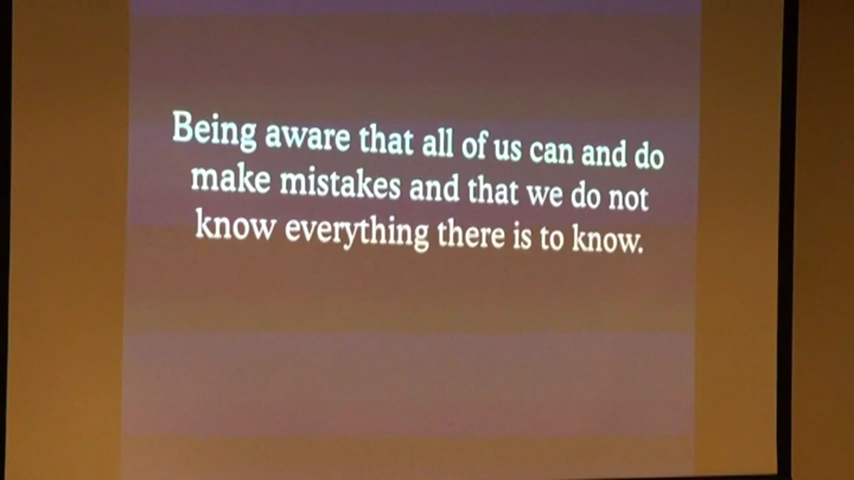 Being aware that all of us can and do
make mistakes and that we do not
know everything there is to know.